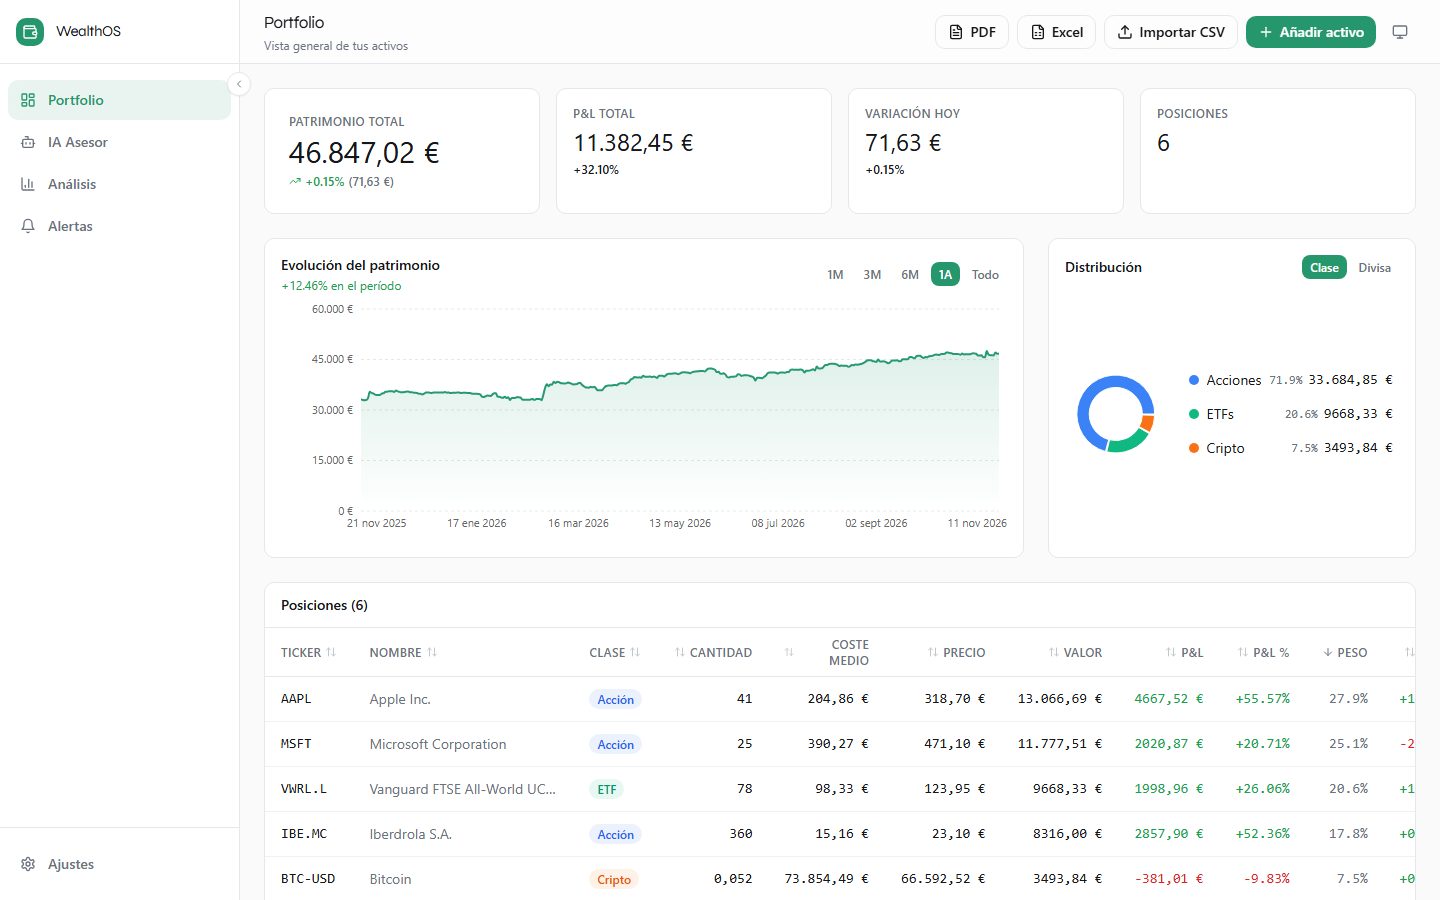 WealthOS
Portfolio
Vista general de tus activos
PDF
Excel
Importar CSV
Añadir activo
Portfolio
IA Asesor
Análisis
Alertas
Ajustes
PATRIMONIO TOTAL
46.847,02 €
+0.15% (71,63 €)
P&L TOTAL
11.382,45 €
+32.10%
VARIACIÓN HOY
71,63 €
+0.15%
POSICIONES
6
Evolución del patrimonio
+12.46% en el período
1M 3M 6M 1A Todo
60.000 €
45.000 €
30.000 €
15.000 €
0 €
21 nov 2025 17 ene 2026 16 mar 2026 13 may 2026 08 jul 2026 02 sept 2026 11 nov 2026
Distribución
Clase Divisa
Acciones 71.9% 33.684,85 €
ETFs 20.6% 9668,33 €
Cripto 7.5% 3493,84 €
Posiciones (6)
TICKER NOMBRE CLASE CANTIDAD COSTE MEDIO PRECIO VALOR P&L P&L % PESO
AAPL Apple Inc. Acción 41 204,86 € 318,70 € 13.066,69 € 4667,52 € +55.57% 27.9% +1
MSFT Microsoft Corporation Acción 25 390,27 € 471,10 € 11.777,51 € 2020,87 € +20.71% 25.1% -2
VWRL.L Vanguard FTSE All-World UC... ETF 78 98,33 € 123,95 € 9668,33 € 1998,96 € +26.06% 20.6% +1
IBE.MC Iberdrola S.A. Acción 360 15,16 € 23,10 € 8316,00 € 2857,90 € +52.36% 17.8% +0
BTC-USD Bitcoin Cripto 0,052 73.854,49 € 66.592,52 € 3493,84 € -381,01 € -9.83% 7.5% +0